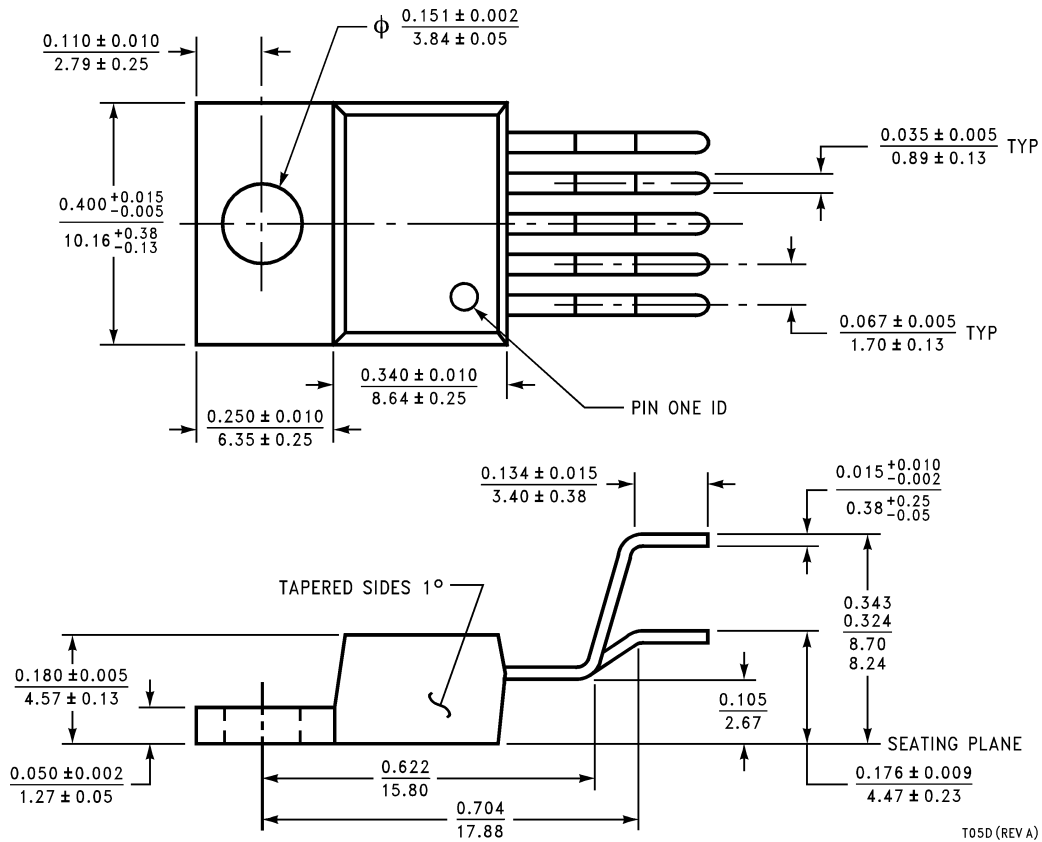 ϕ 0.151 ± 0.002
3.84 ± 0.05
0.110 ± 0.010
2.79 ± 0.25
0.035 ± 0.005
0.89 ± 0.13
TYP
0.400 +0.015 -0.005
10.16 +0.38 -0.13
0.067 ± 0.005
1.70 ± 0.13
TYP
0.340 ± 0.010
8.64 ± 0.25
PIN ONE ID
0.250 ± 0.010
6.35 ± 0.25
0.134 ± 0.015
3.40 ± 0.38
0.015 +0.010 -0.002
0.38 +0.25 -0.05
TAPERED SIDES 1°
0.343
0.324
8.70
8.24
0.180 ± 0.005
4.57 ± 0.13
0.105
2.67
SEATING PLANE
0.050 ± 0.002
1.27 ± 0.05
0.622
15.80
0.176 ± 0.009
4.47 ± 0.23
0.704
17.88
T05D (REV A)